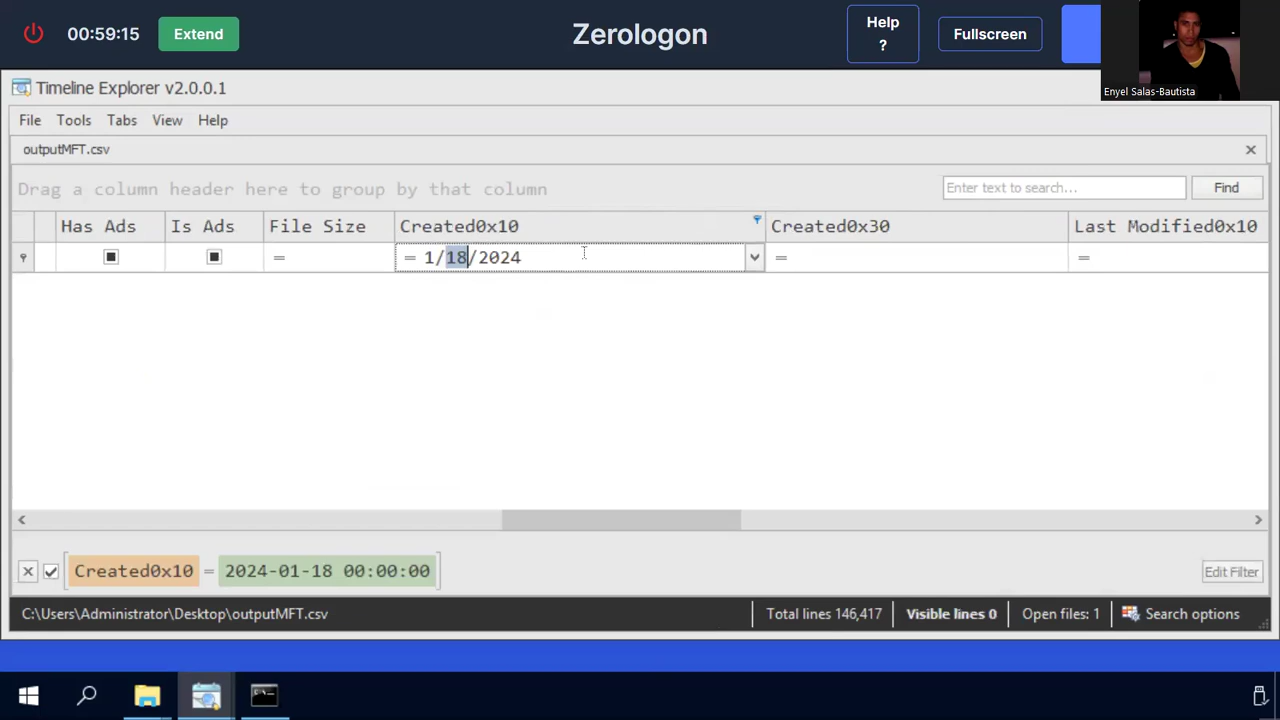 00:59:15
Extend
Zerologon
Help
?
Fullscreen
Enyel Salas-Bautista
Timeline Explorer v2.0.0.1
File Tools Tabs View Help
outputMFT.csv
Drag a column header here to group by that column
Enter text to search...
Find
Has Ads Is Ads File Size Created0x10 Created0x30 Last Modified0x10
= = 1/18/2024 = =
Created0x10 = 2024-01-18 00:00:00
Edit Filter
C:\Users\Administrator\Desktop\outputMFT.csv
Total lines 146,417 Visible lines 0 Open files: 1 Search options